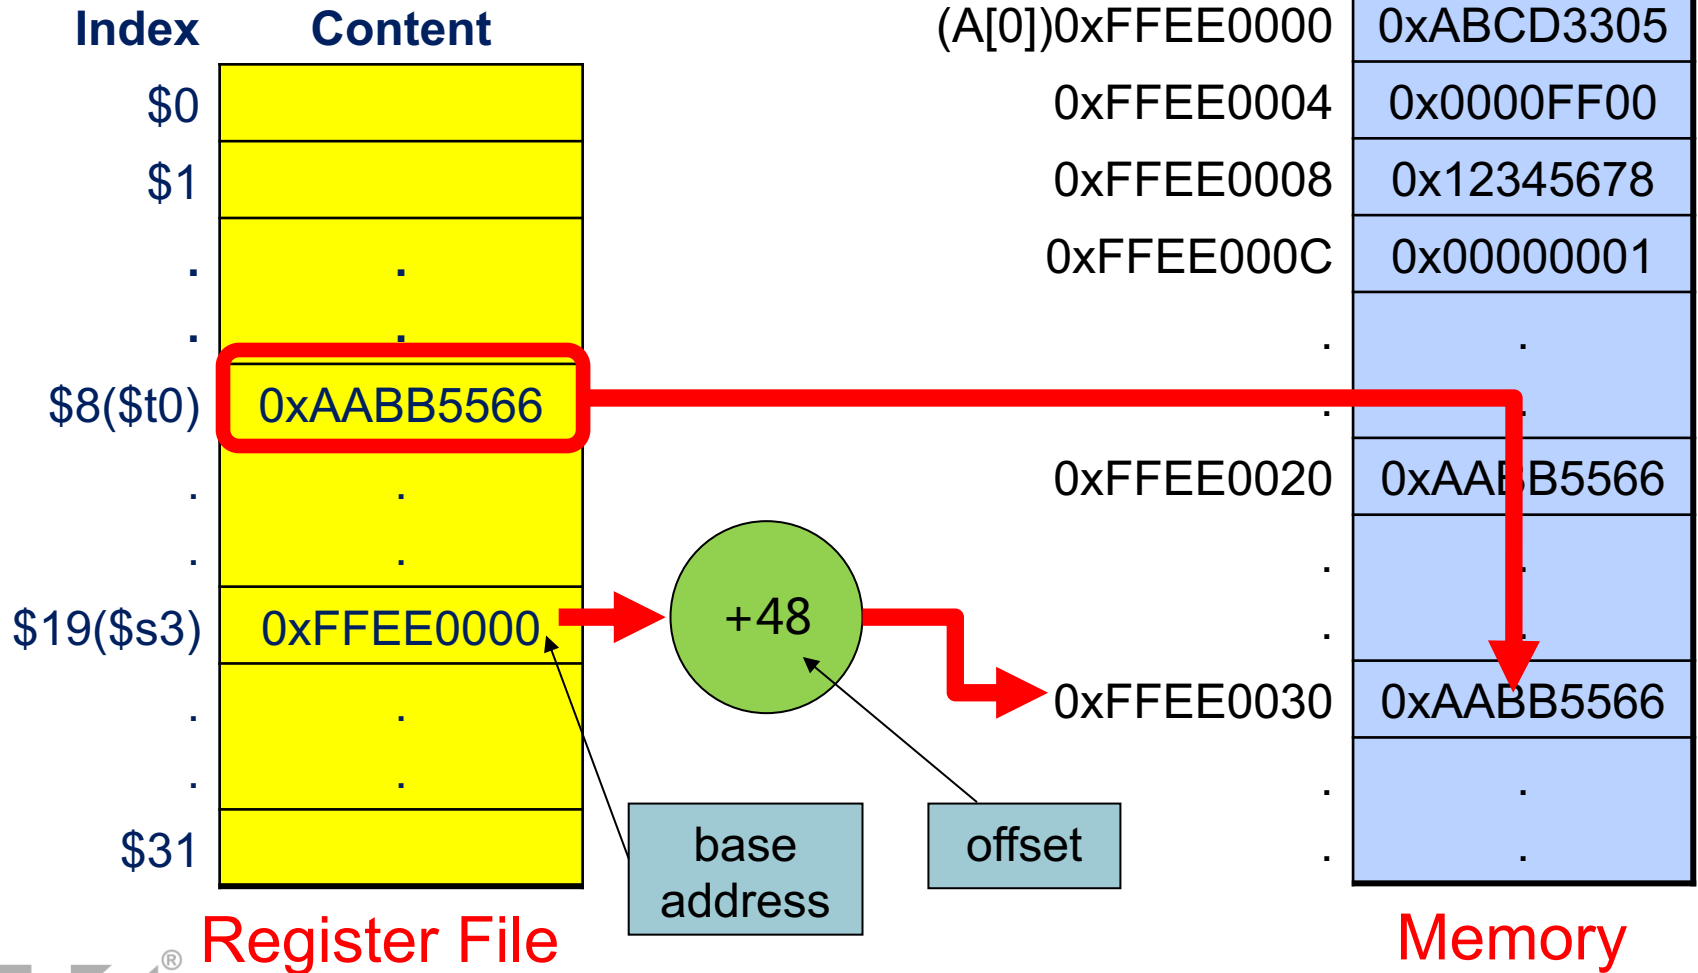 Index Content
$0
$1
. .
. .
$8($t0) 0xAABB5566
. .
. .
$19($s3) 0xFFEE0000
. .
. .
$31
Register File
+48
base
address
offset
(A[0])0xFFEE0000 0xABCD3305
0xFFEE0004 0x0000FF00
0xFFEE0008 0x12345678
0xFFEE000C 0x00000001
. .
. .
0xFFEE0020 0xAABB5566
. .
. .
0xFFEE0030 0xAABB5566
. .
. .
Memory
®